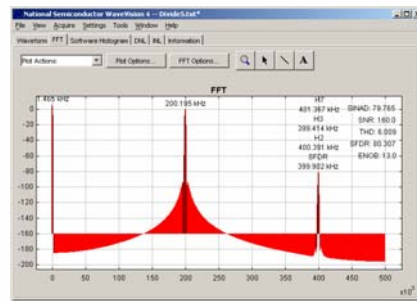 National Semiconductor WaveVision 4 -- Divide5.txt*
File View Acquire Settings Tools Window Help
Waveform FFT Software Histogram DNL INL Information
Plot Actions: Plot Options... FFT Options... A
FFT
1.465 kHz
200.195 kHz
H7
401.367 kHz
H3
399.414 kHz
H2
400.391 kHz
SFDR
399.902 kHz
SINAD: 79.765
SNR: 160.0
THD: 6.009
SFDR: 80.307
ENOB: 13.0
0
-20
-40
-60
-80
-100
-120
-140
-160
-180
-200
0 50 100 150 200 250 300 350 400 450 500